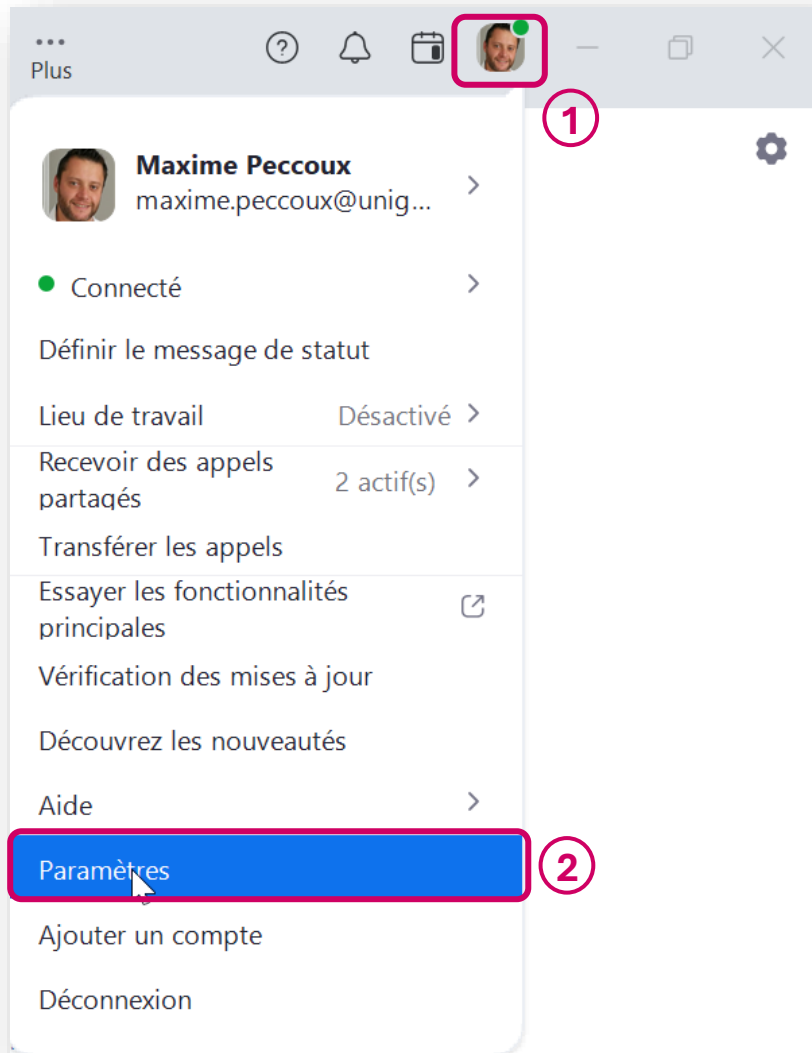 Plus
1
Maxime Peccoux
maxime.peccoux@unig...
Connecté
Définir le message de statut
Lieu de travail Désactivé
Recevoir des appels
partagés
2 actif(s)
Transférer les appels
Essayer les fonctionnalités
principales
Vérification des mises à jour
Découvrez les nouveautés
Aide
Paramètres
2
Ajouter un compte
Déconnexion